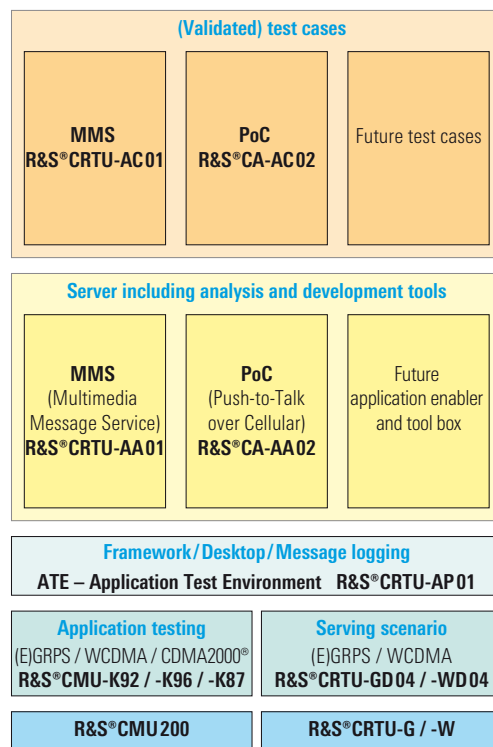 (Validated) test cases
MMS
R&S®CRTU-AC01
PoC
R&S®CA-AC02
Future test cases
Server including analysis and development tools
MMS
(Multimedia
Message Service)
R&S®CRTU-AA01
PoC
(Push-to-Talk
over Cellular)
R&S®CA-AA02
Future
application enabler
and tool box
Framework/Desktop/Message logging
ATE – Application Test Environment R&S®CRTU-AP01
Application testing
(E)GRPS / WCDMA / CDMA2000®
R&S®CMU-K92 / -K96 / -K87
Serving scenario
(E)GRPS / WCDMA
R&S®CRTU-GD04 / -WD04
R&S®CMU200
R&S®CRTU-G / -W